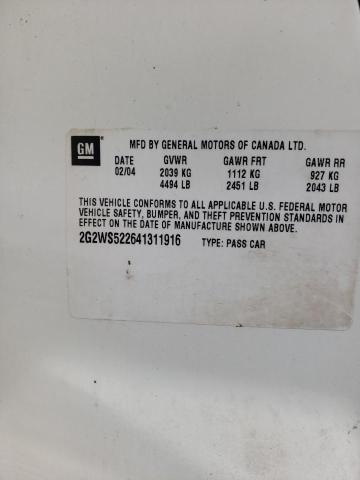 GM
MFD BY GENERAL MOTORS OF CANADA LTD.
DATE GVWR GAWR FRT GAWR RR
02/04 2039 KG 1112 KG 927 KG
4494 LB 2451 LB 2043 LB
THIS VEHICLE CONFORMS TO ALL APPLICABLE U.S. FEDERAL MOTOR
VEHICLE SAFETY, BUMPER, AND THEFT PREVENTION STANDARDS IN
EFFECT ON THE DATE OF MANUFACTURE SHOWN ABOVE.
2G2WS522641311916 TYPE: PASS CAR